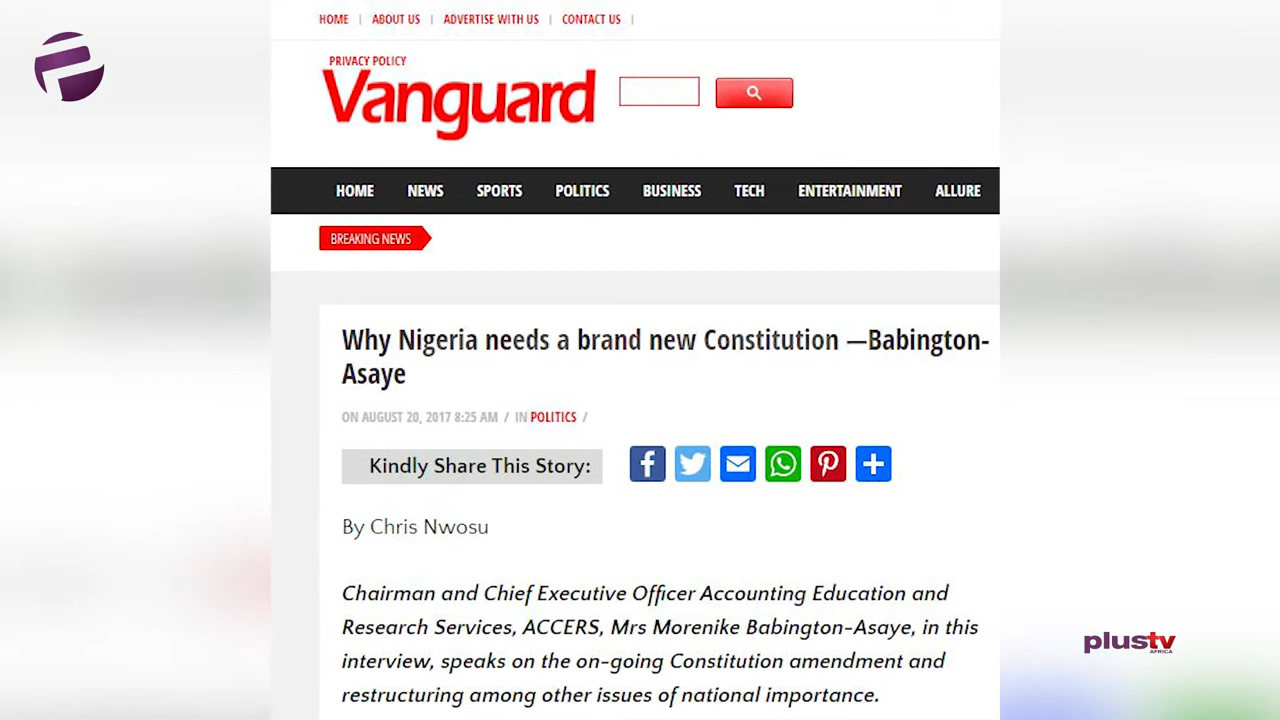 HOME | ABOUT US | ADVERTISE WITH US | CONTACT US |
PRIVACY POLICY
Vanguard
HOME NEWS SPORTS POLITICS BUSINESS TECH ENTERTAINMENT ALLURE
BREAKING NEWS
Why Nigeria needs a brand new Constitution —Babington-
Asaye
ON AUGUST 20, 2017 8:25 AM / IN POLITICS /
Kindly Share This Story:
By Chris Nwosu
Chairman and Chief Executive Officer Accounting Education and
Research Services, ACCERS, Mrs Morenike Babington-Asaye, in this
interview, speaks on the on-going Constitution amendment and
restructuring among other issues of national importance.
plustv
AFRICA